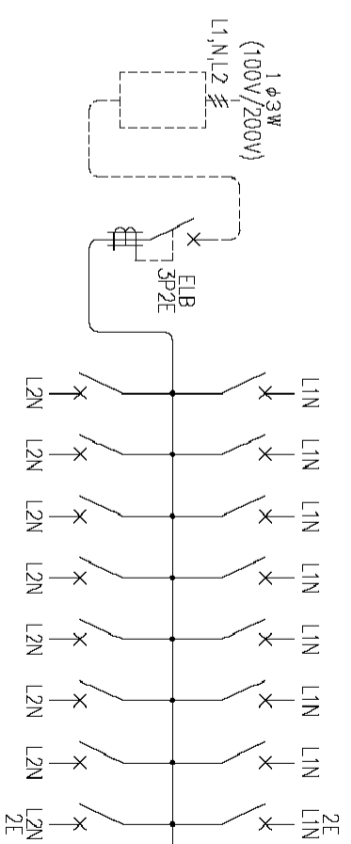 1φ3W
(100V/200V)
L1,N,L2
ELB
3P2E
L2N
L1N
L2N
L1N
L2N
L1N
L2N
L1N
L2N
L1N
L2N
L1N
L2N
L1N
L2N
2E
L1N
2E